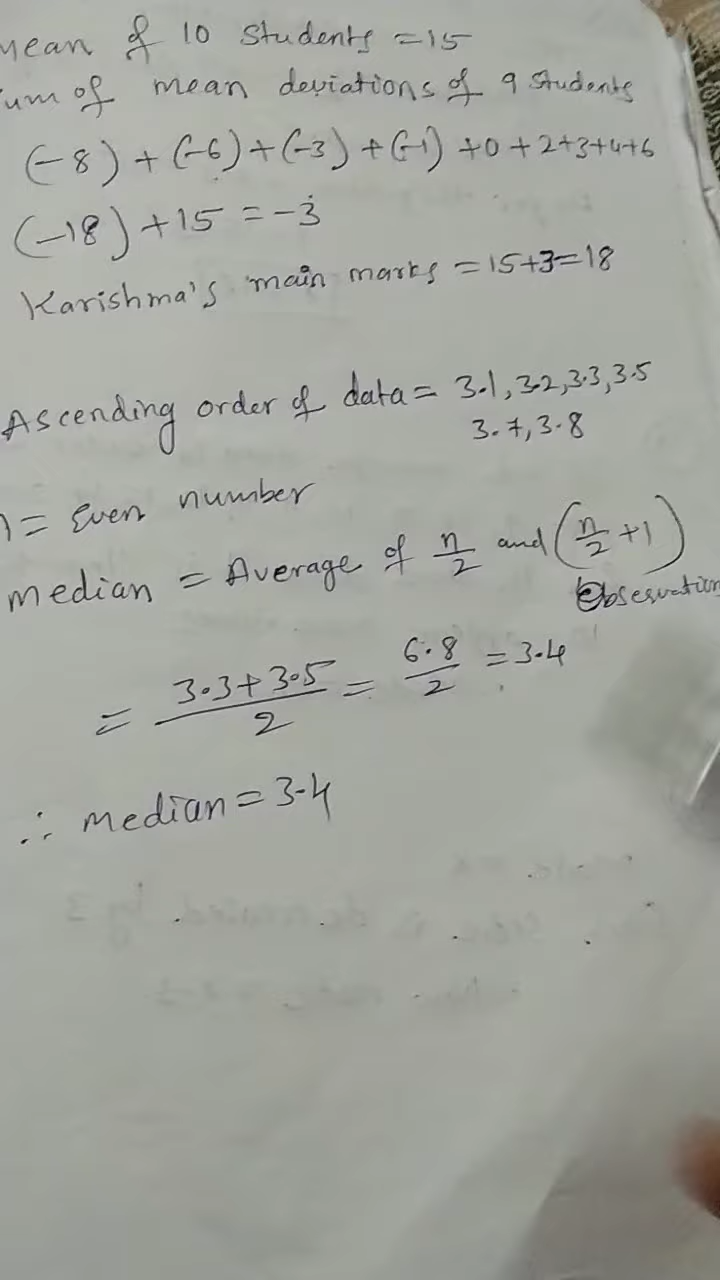 mean of 10 Students = 15
um of mean deviations of 9 Students
(-8) + (-6) + (-3) + (-1) + 0 + 2 + 3 + 4 + 6
(-18) + 15 = -3
Karishma's main marks = 15+3=18
Ascending order of data = 3.1, 3.2, 3.3, 3.5
3.7, 3.8
n = Even number
median = Average of n/2 and (n/2 + 1)
Observation
= 3.3 + 3.5 / 2 = 6.8 / 2 = 3.4
∴ median = 3.4